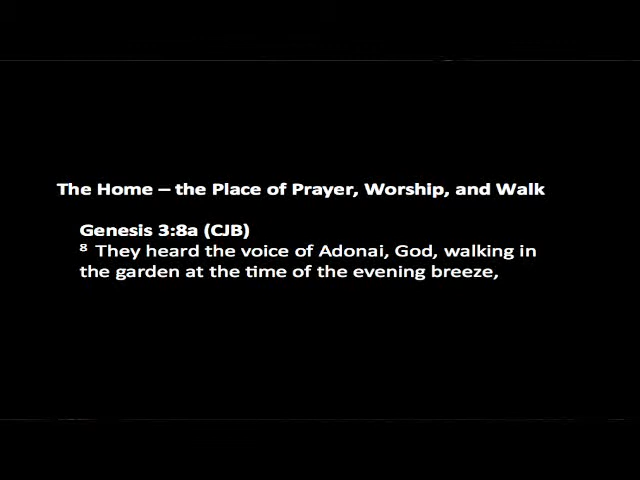 The Home – the Place of Prayer, Worship, and Walk
Genesis 3:8a (CJB)
8 They heard the voice of Adonai, God, walking in
the garden at the time of the evening breeze,